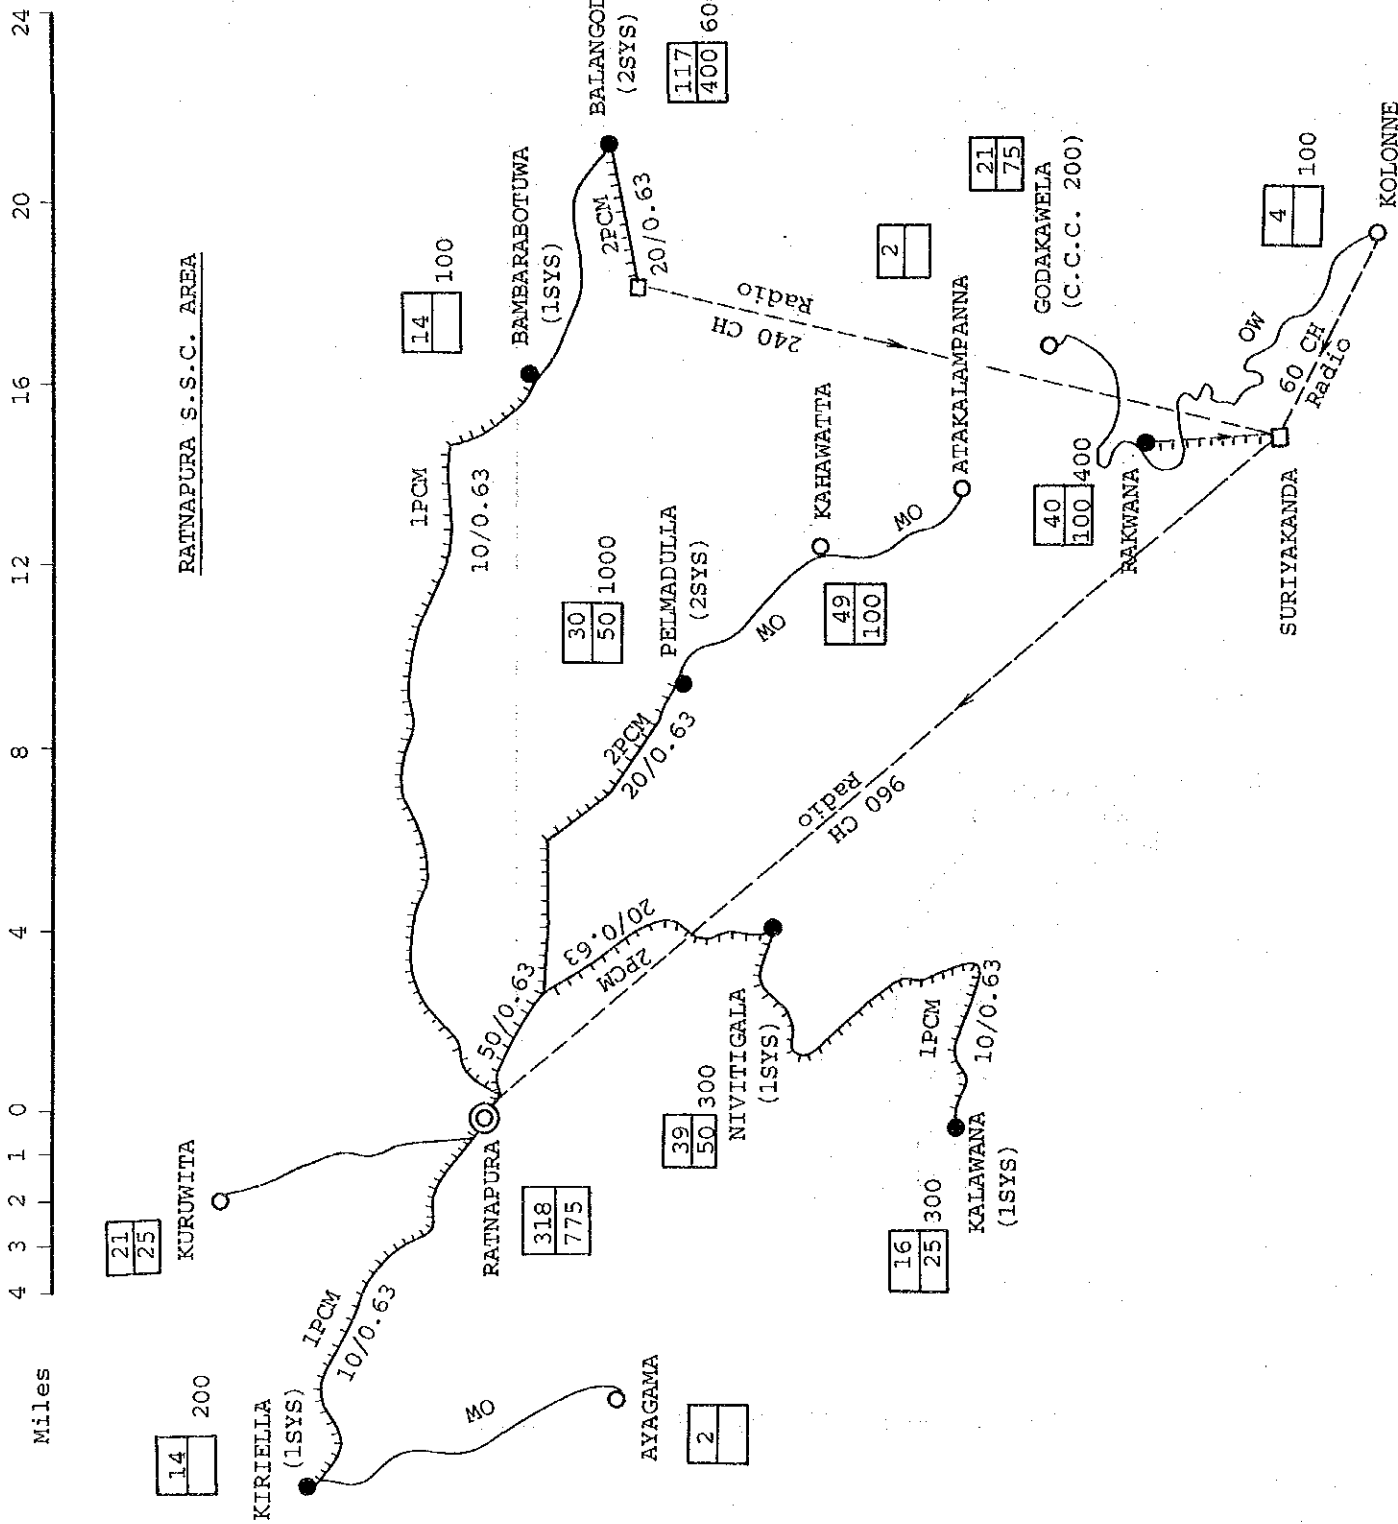 Miles
4
3
2
1
0
4
8
12
16
20
24
RATNAPURA S.S.C. AREA
21
25
KURUWITA
14
200
KIRIELLA
(1SYS)
1PCM
10/0.63
OW
AYAGAMA
2
RATNAPURA
318
775
50/0.63
1PCM
10/0.63
14
100
BAMBARABOTUWA
(1SYS)
(2SYS)
117
400
2PCM
20/0.63
30
50
1000
PELMADULLA
(2SYS)
2PCM
20/0.63
OW
KAHAWATTA
49
100
OW
ATAKALAMPANNA
2
Radio
240 CH
21
75
GODAKAWELA
(C.C.C. 200)
40
100
400
RAKWANA
SURIYAKANDA
OW
60 CH
Radio
4
100
KOLONNE
Radio
960 CH
20/0.63
2PCM
39
50
300
NIVITIGALA
(1SYS)
1PCM
10/0.63
16
25
300
KALAWANA
(1SYS)